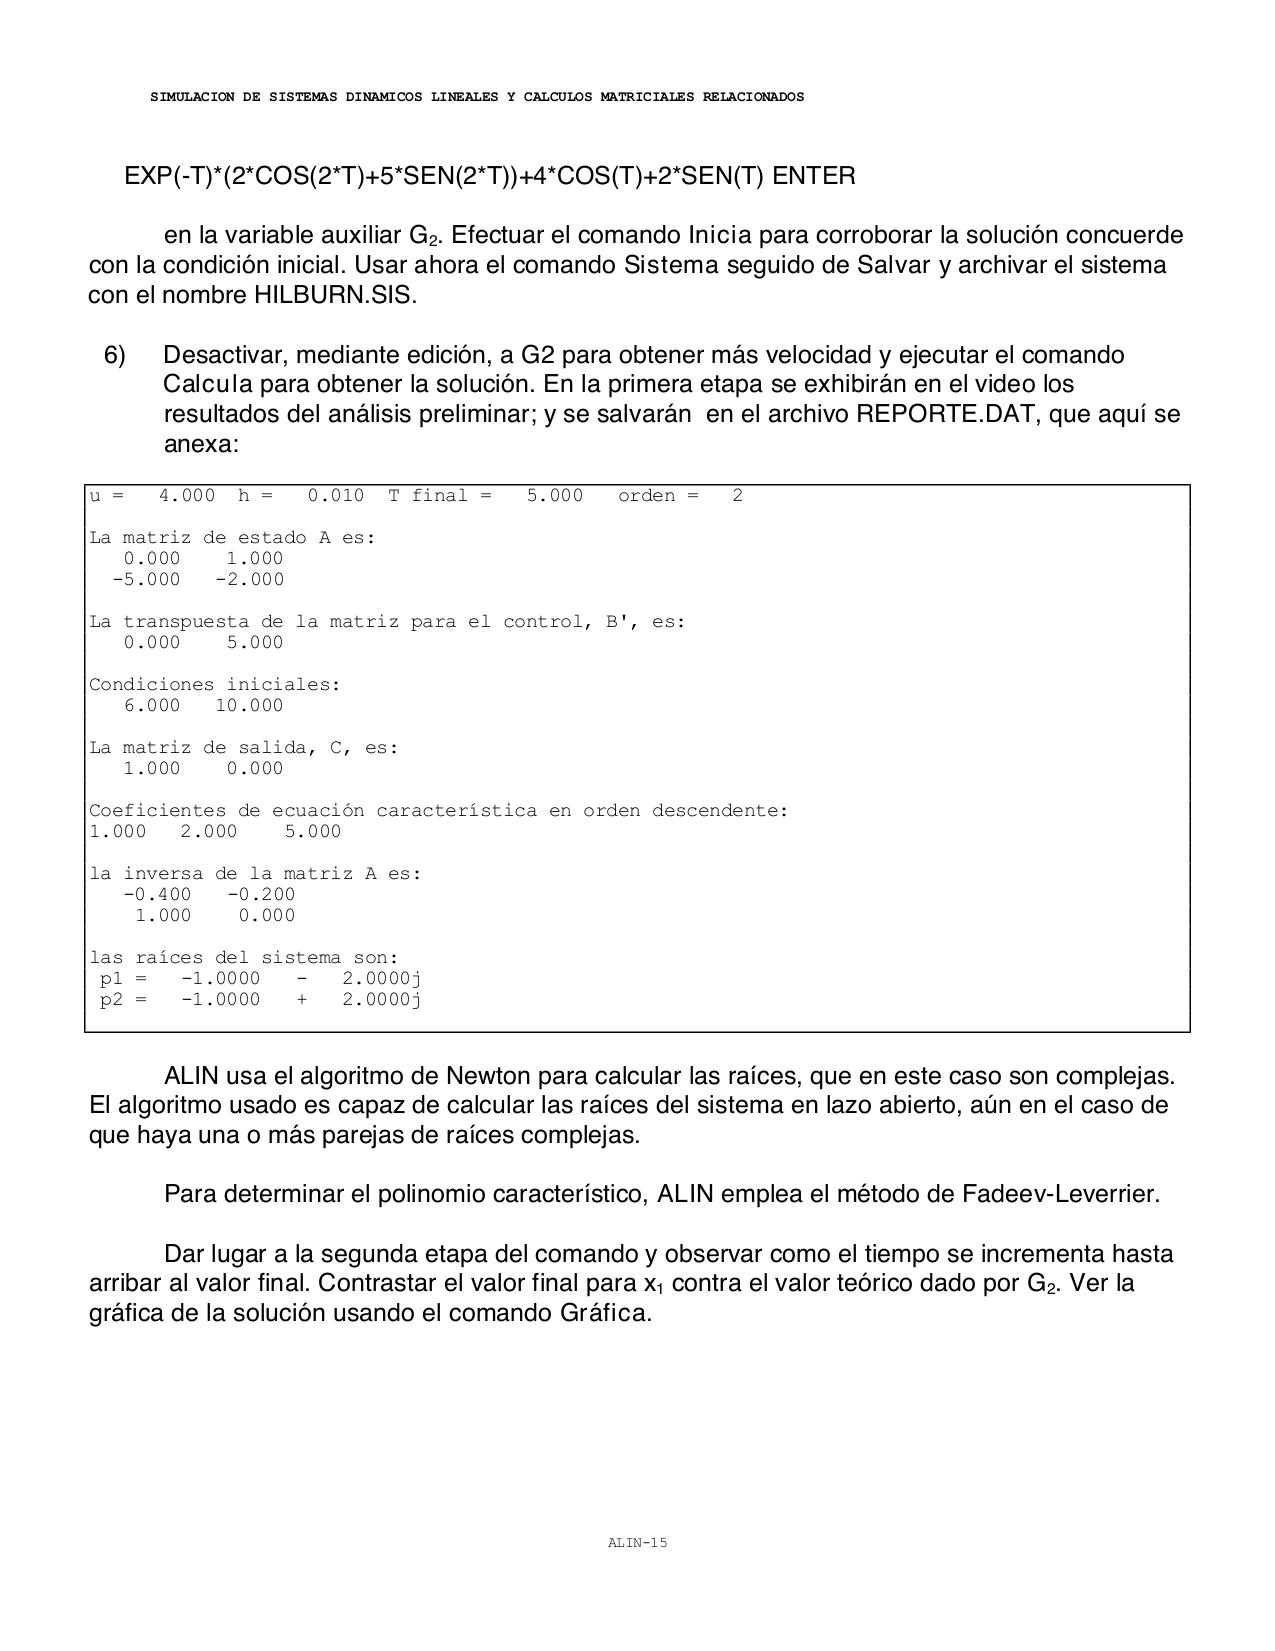 SIMULACION DE SISTEMAS DINAMICOS LINEALES Y CALCULOS MATRICIALES RELACIONADOS
EXP(-T)*(2*COS(2*T)+5*SEN(2*T))+4*COS(T)+2*SEN(T) ENTER
en la variable auxiliar G₂. Efectuar el comando Inicia para corroborar la solución concuerde
con la condición inicial. Usar ahora el comando Sistema seguido de Salvar y archivar el sistema
con el nombre HILBURN.SIS.
6) Desactivar, mediante edición, a G2 para obtener más velocidad y ejecutar el comando
Calcula para obtener la solución. En la primera etapa se exhibirán en el video los
resultados del análisis preliminar; y se salvarán en el archivo REPORTE.DAT, que aquí se
anexa:
u = 4.000 h = 0.010 T final = 5.000 orden = 2
La matriz de estado A es:
0.000 1.000
-5.000 -2.000
La transpuesta de la matriz para el control, B', es:
0.000 5.000
Condiciones iniciales:
6.000 10.000
La matriz de salida, C, es:
1.000 0.000
Coeficientes de ecuación característica en orden descendente:
1.000 2.000 5.000
la inversa de la matriz A es:
-0.400 -0.200
1.000 0.000
las raíces del sistema son:
p1 = -1.0000 - 2.0000j
p2 = -1.0000 + 2.0000j
ALIN usa el algoritmo de Newton para calcular las raíces, que en este caso son complejas.
El algoritmo usado es capaz de calcular las raíces del sistema en lazo abierto, aún en el caso de
que haya una o más parejas de raíces complejas.
Para determinar el polinomio característico, ALIN emplea el método de Fadeev-Leverrier.
Dar lugar a la segunda etapa del comando y observar como el tiempo se incrementa hasta
arribar al valor final. Contrastar el valor final para x₁ contra el valor teórico dado por G₂. Ver la
gráfica de la solución usando el comando Gráfica.
ALIN-15